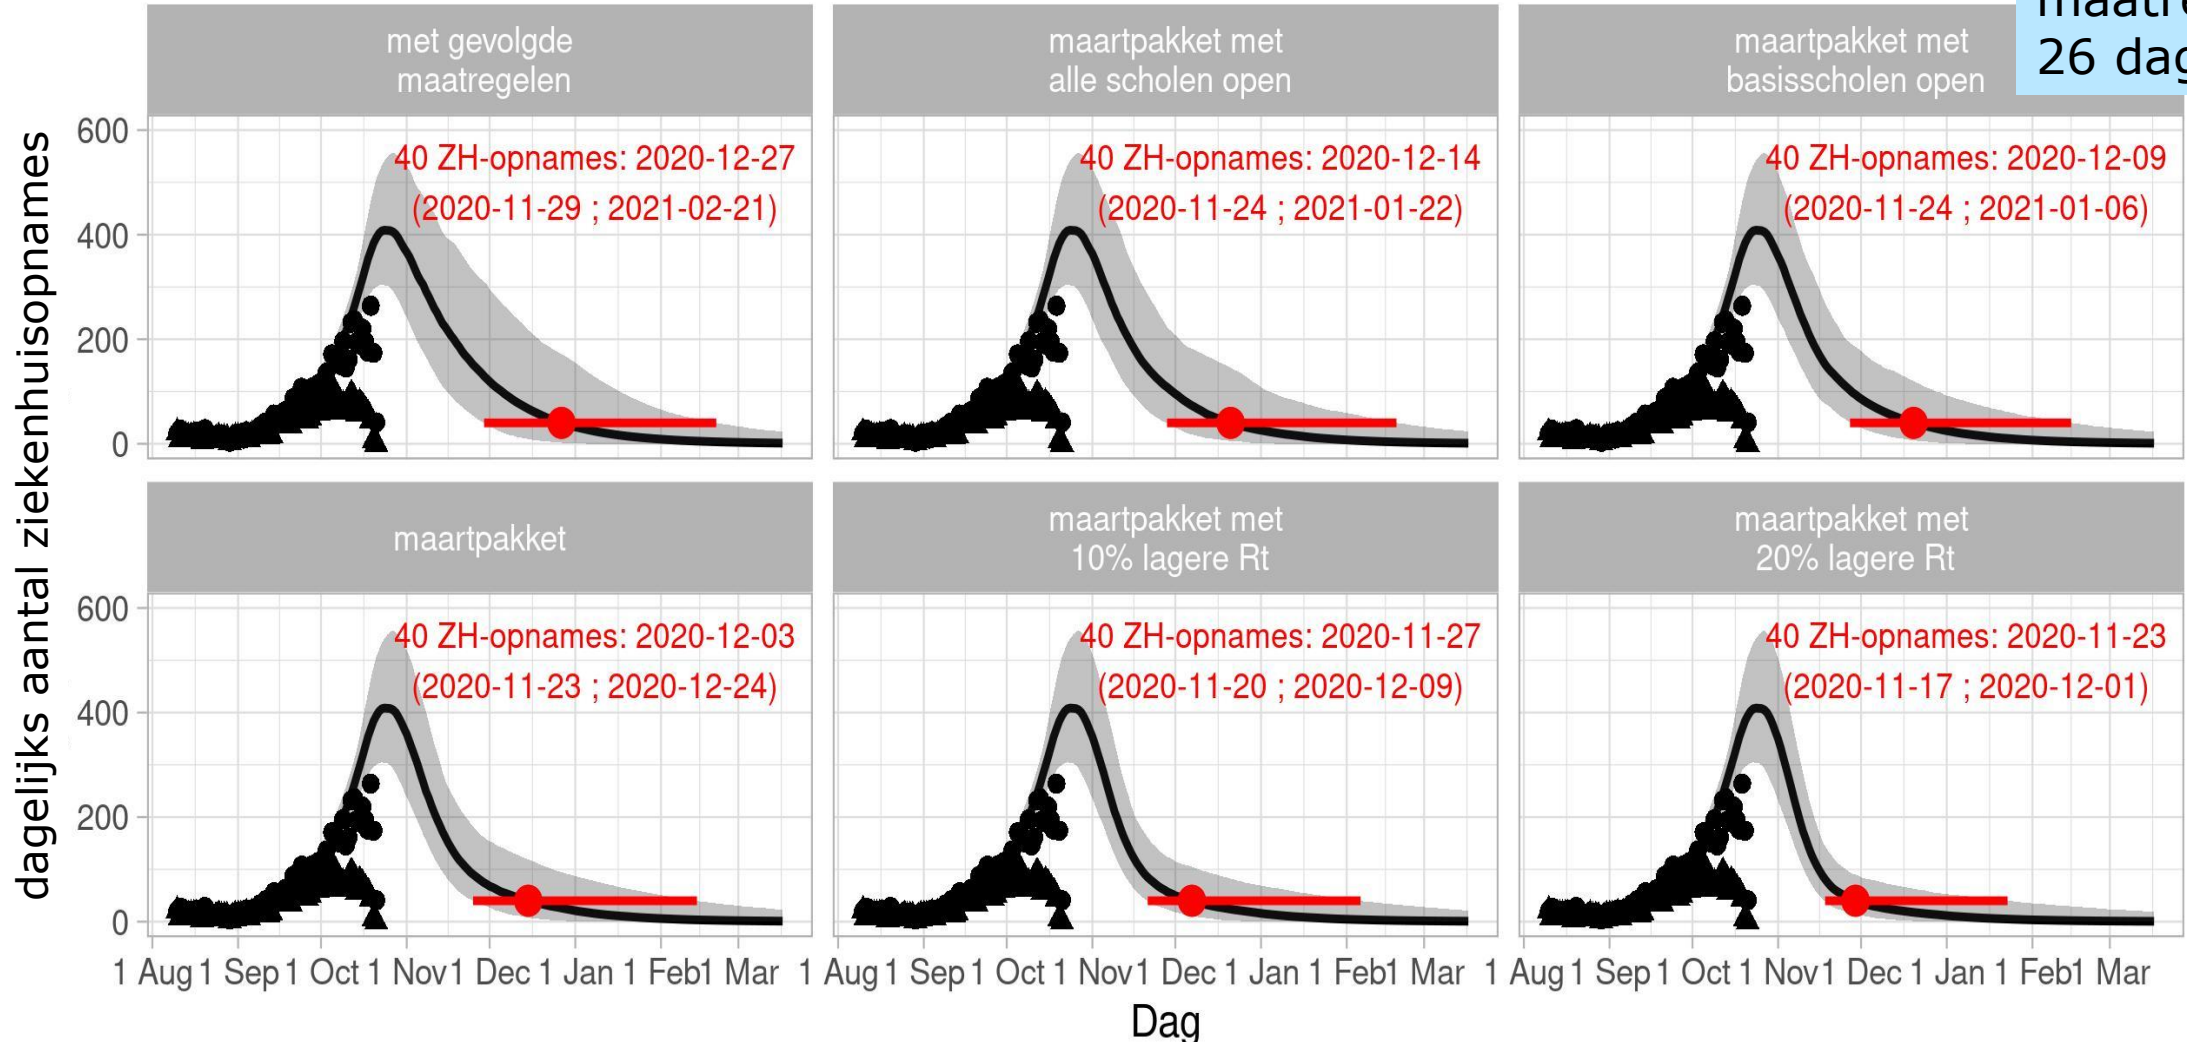 26
met gevolgde
maatregelen
maartpakket met
alle scholen open
maartpakket met
basisscholen open
dagelijks aantal ziekenhuisopnames
600
400
200
0
40 ZH-opnames: 2020-12-27
(2020-11-29 ; 2021-02-21)
40 ZH-opnames: 2020-12-14
(2020-11-24 ; 2021-01-22)
40 ZH-opnames: 2020-12-09
(2020-11-24 ; 2021-01-06)
maartpakket
maartpakket met
10% lagere Rt
maartpakket met
20% lagere Rt
600
400
200
0
40 ZH-opnames: 2020-12-03
(2020-11-23 ; 2020-12-24)
40 ZH-opnames: 2020-11-27
(2020-11-20 ; 2020-12-09)
40 ZH-opnames: 2020-11-23
(2020-11-17 ; 2020-12-01)
1 Aug 1 Sep 1 Oct 1 Nov 1 Dec 1 Jan 1 Feb 1 Mar
1 Aug 1 Sep 1 Oct 1 Nov 1 Dec 1 Jan 1 Feb 1 Mar
1 Aug 1 Sep 1 Oct 1 Nov 1 Dec 1 Jan 1 Feb 1 Mar
Dag